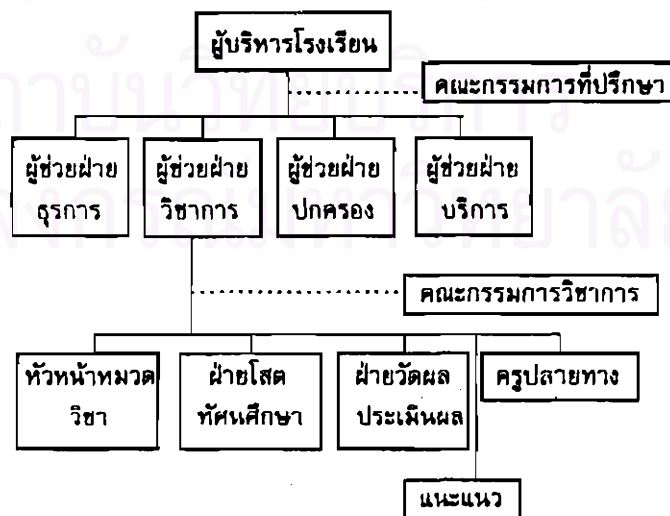 ผู้บริหารโรงเรียน
คณะกรรมการที่ปรึกษา
ผู้ช่วยฝ่าย
ธุรการ
ผู้ช่วยฝ่าย
วิชาการ
ผู้ช่วยฝ่าย
ปกครอง
ผู้ช่วยฝ่าย
บริการ
คณะกรรมการวิชาการ
หัวหน้าหมวด
วิชา
ฝ่ายโสต
ทัศนศึกษา
ฝ่ายวัดผล
ประเมินผล
ครูปลายทาง
แนะแนว